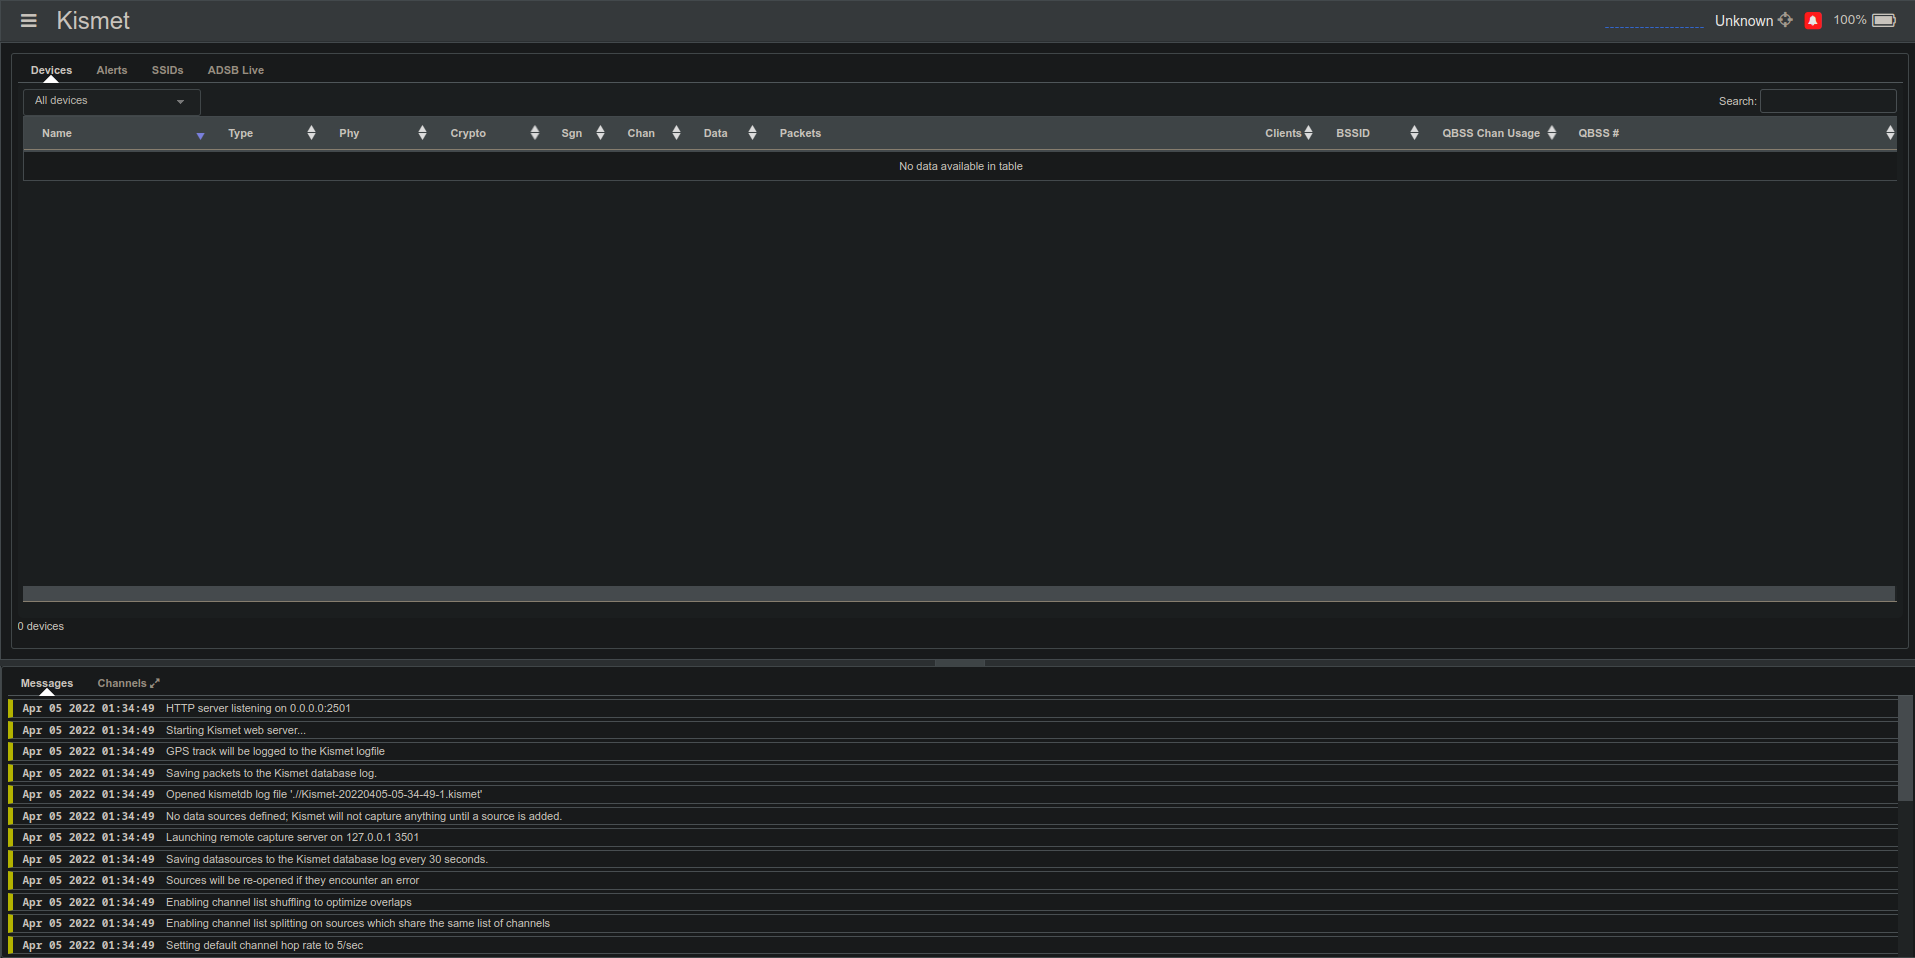 Kismet Unknown 100%
Devices Alerts SSIDs ADSB Live
All devices Search:
Name Type Phy Crypto Sgn Chan Data Packets Clients BSSID QBSS Chan Usage QBSS #
No data available in table
0 devices
Messages Channels
Apr 05 2022 01:34:49 HTTP server listening on 0.0.0.0:2501
Apr 05 2022 01:34:49 Starting Kismet web server...
Apr 05 2022 01:34:49 GPS track will be logged to the Kismet logfile
Apr 05 2022 01:34:49 Saving packets to the Kismet database log.
Apr 05 2022 01:34:49 Opened kismetdb log file './/Kismet-20220405-05-34-49-1.kismet'
Apr 05 2022 01:34:49 No data sources defined; Kismet will not capture anything until a source is added.
Apr 05 2022 01:34:49 Launching remote capture server on 127.0.0.1 3501
Apr 05 2022 01:34:49 Saving datasources to the Kismet database log every 30 seconds.
Apr 05 2022 01:34:49 Sources will be re-opened if they encounter an error
Apr 05 2022 01:34:49 Enabling channel list shuffling to optimize overlaps
Apr 05 2022 01:34:49 Enabling channel list splitting on sources which share the same list of channels
Apr 05 2022 01:34:49 Setting default channel hop rate to 5/sec